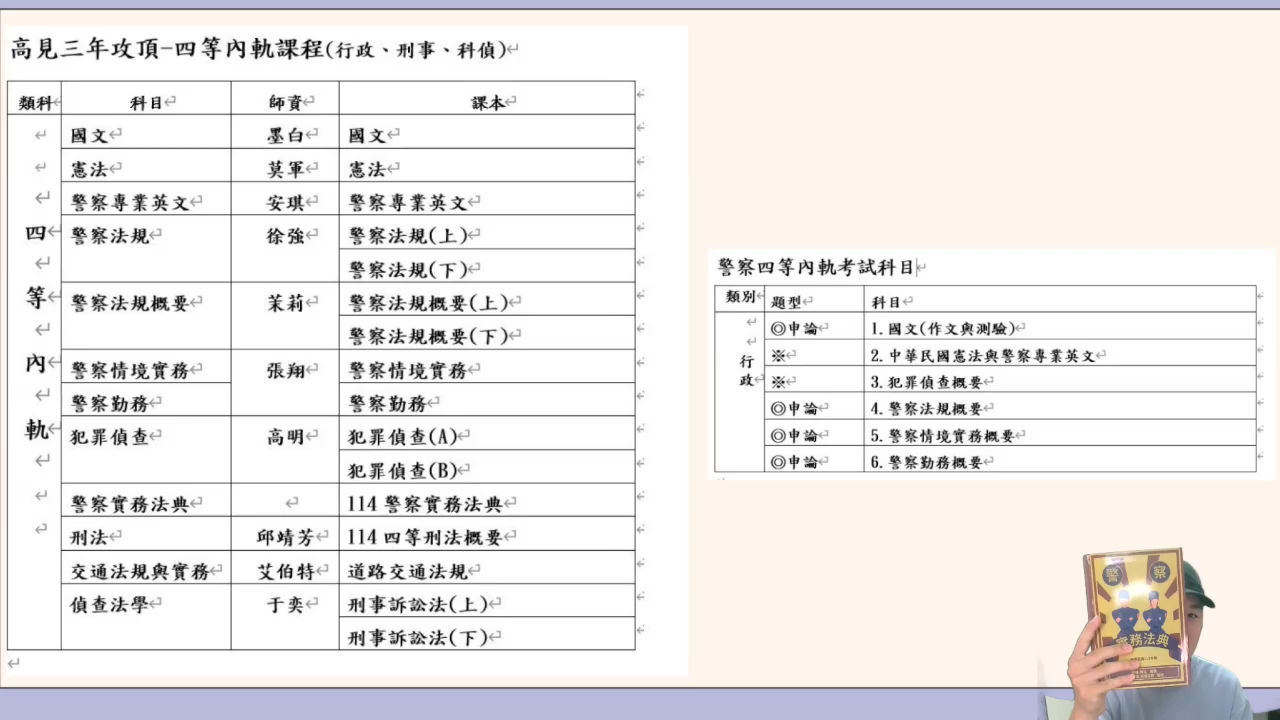 高見三年攻頂-四等內軌課程(行政、刑事、科偵)
類科 科目 師資 課本
四等內軌
國文 墨白 國文
憲法 莫軍 憲法
警察專業英文 安琪 警察專業英文
警察法規 徐強 警察法規(上)
警察法規(下)
警察法規概要 茉莉 警察法規概要(上)
警察法規概要(下)
警察情境實務 張翔 警察情境實務
警察勤務 警察勤務
犯罪偵查 高明 犯罪偵查(A)
犯罪偵查(B)
警察實務法典 114 警察實務法典
刑法 邱靖芳 114 四等刑法概要
交通法規與實務 艾伯特 道路交通法規
偵查法學 于奕 刑事訴訟法(上)
刑事訴訟法(下)
警察四等內軌考試科目
類別 題型 科目
行政
◎申論 1.國文(作文與測驗)
※ 2.中華民國憲法與警察專業英文
※ 3.犯罪偵查概要
◎申論 4.警察法規概要
◎申論 5.警察情境實務概要
◎申論 6.警察勤務概要
警察
實務法典